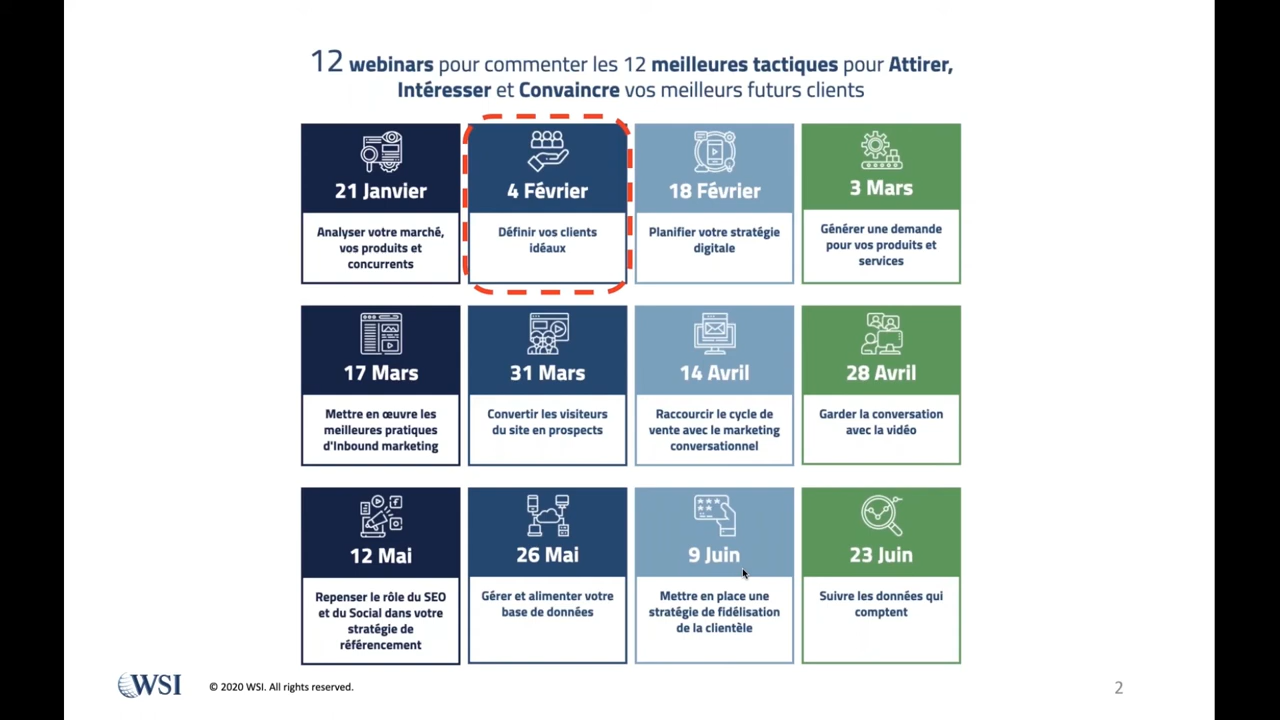 12 webinars pour commenter les 12 meilleures tactiques pour Attirer,
Intéresser et Convaincre vos meilleurs futurs clients
21 Janvier
Analyser votre marché,
vos produits et
concurrents
4 Février
Définir vos clients
idéaux
18 Février
Planifier votre stratégie
digitale
3 Mars
Générer une demande
pour vos produits et
services
17 Mars
Mettre en œuvre les
meilleures pratiques
d'Inbound marketing
31 Mars
Convertir les visiteurs
du site en prospects
14 Avril
Raccourcir le cycle de
vente avec le marketing
conversationnel
28 Avril
Garder la conversation
avec la vidéo
12 Mai
Repenser le rôle du SEO
et du Social dans votre
stratégie de
référencement
26 Mai
Gérer et alimenter votre
base de données
9 Juin
Mettre en place une
stratégie de fidélisation
de la clientèle
23 Juin
Suivre les données qui
comptent
WSI
© 2020 WSI. All rights reserved.
2